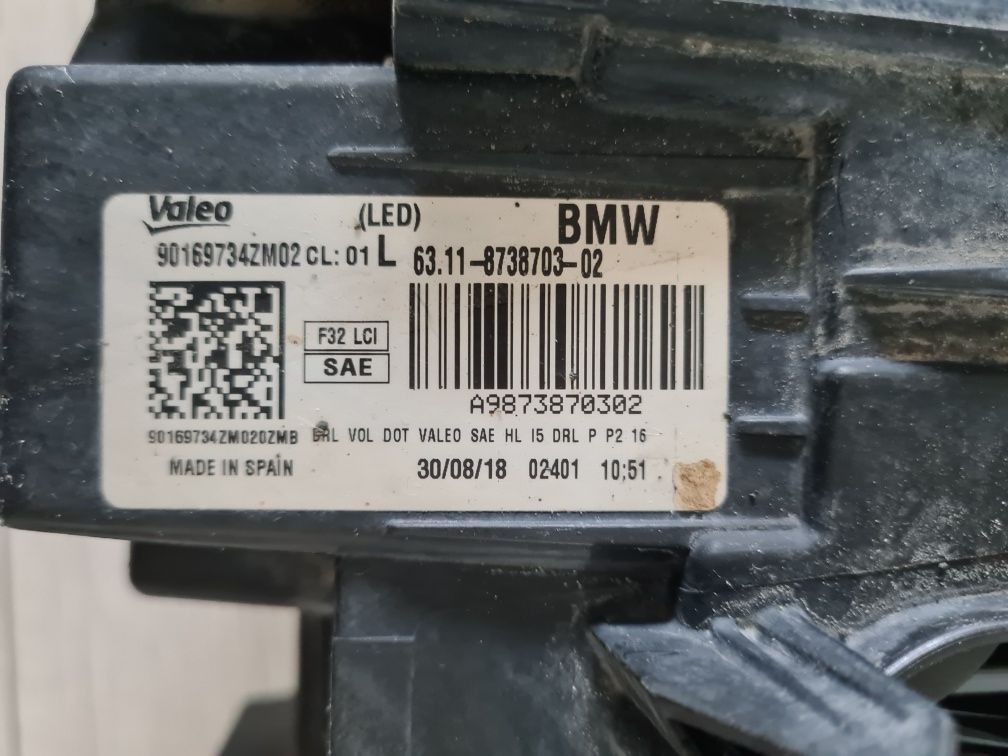 Valeo (LED) BMW
90169734ZM02 CL: 01 L 63.11-8738703-02
F32 LCI
SAE
A9873870302
90169734ZM020ZMB DRL VOL DOT VALEO SAE HL I5 DRL P P2 16
MADE IN SPAIN 30/08/18 02401 10:51